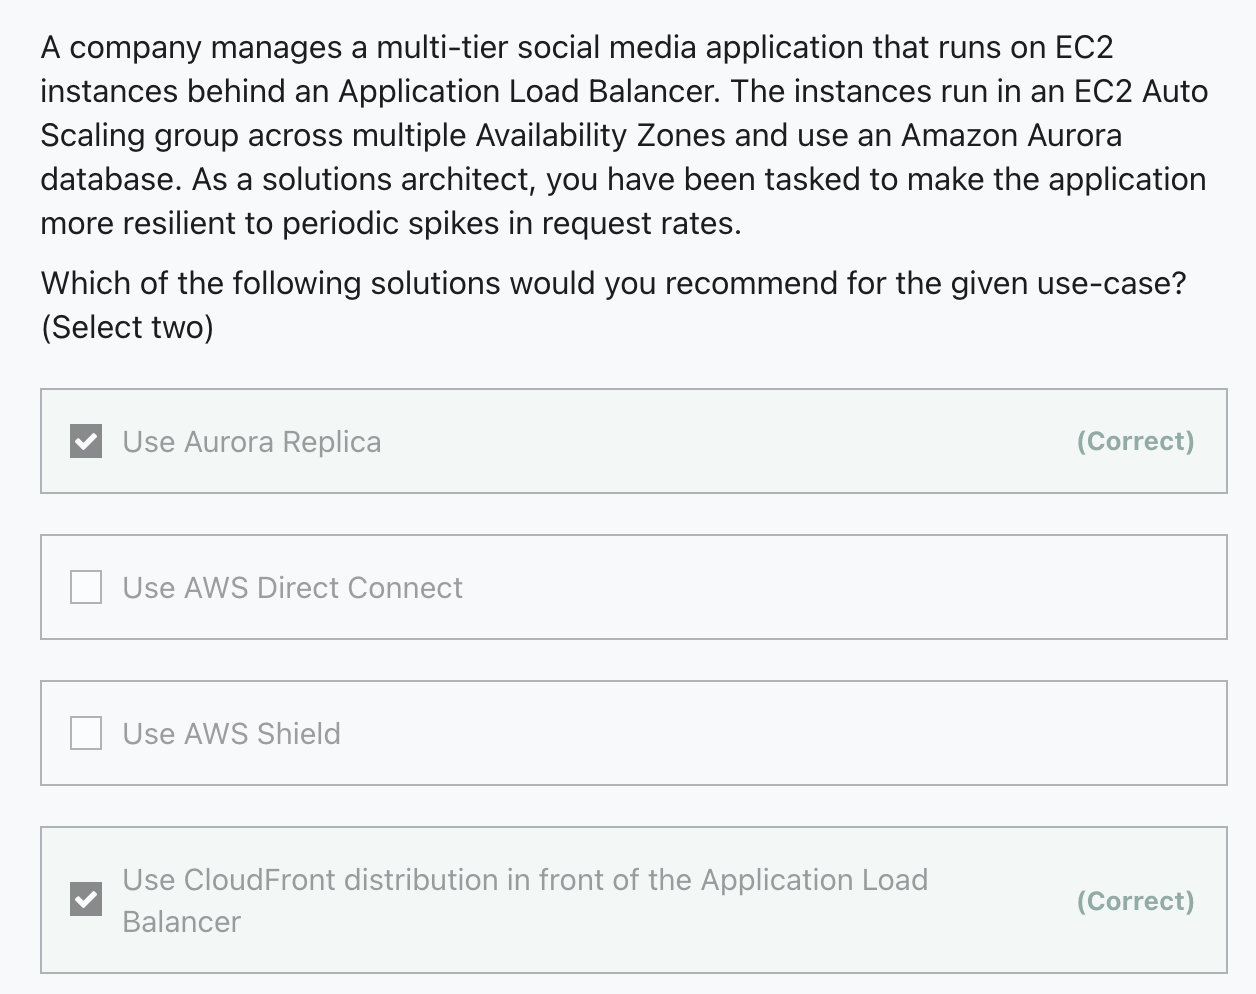 A company manages a multi-tier social media application that runs on EC2
instances behind an Application Load Balancer. The instances run in an EC2 Auto
Scaling group across multiple Availability Zones and use an Amazon Aurora
database. As a solutions architect, you have been tasked to make the application
more resilient to periodic spikes in request rates.
Which of the following solutions would you recommend for the given use-case?
(Select two)
Use Aurora Replica (Correct)
Use AWS Direct Connect
Use AWS Shield
Use CloudFront distribution in front of the Application Load
Balancer
(Correct)